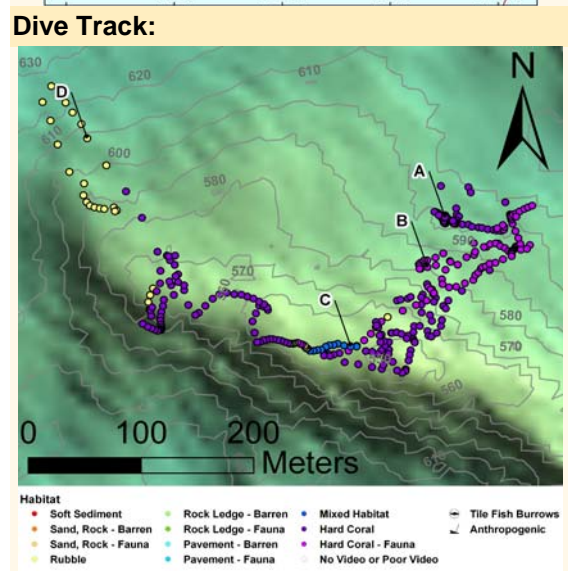 Dive Track:
630
620
610
N
D
610
600
A
580
B
590
570
C
580
570
560
0 100 200
Meters
Habitat
Soft Sediment
Sand, Rock - Barren
Sand, Rock - Fauna
Rubble
Rock Ledge - Barren
Rock Ledge - Fauna
Pavement - Barren
Pavement - Fauna
Mixed Habitat
Hard Coral
Hard Coral - Fauna
No Video or Poor Video
Tile Fish Burrows
Anthropogenic